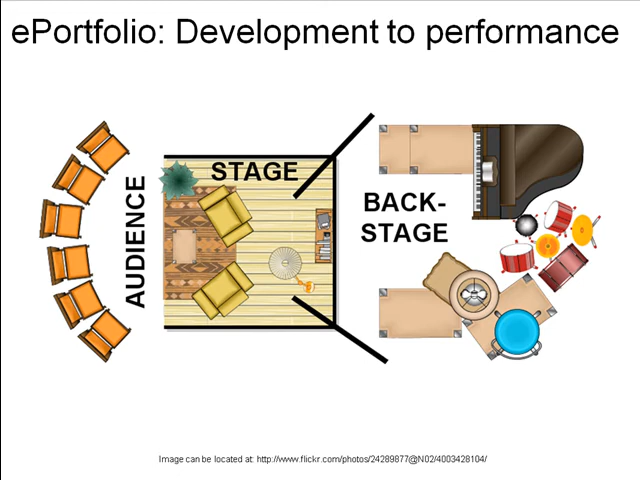 ePortfolio: Development to performance
AUDIENCE
STAGE
BACK-
STAGE
Image can be located at: http://www.flickr.com/photos/24289877@N02/4003428104/